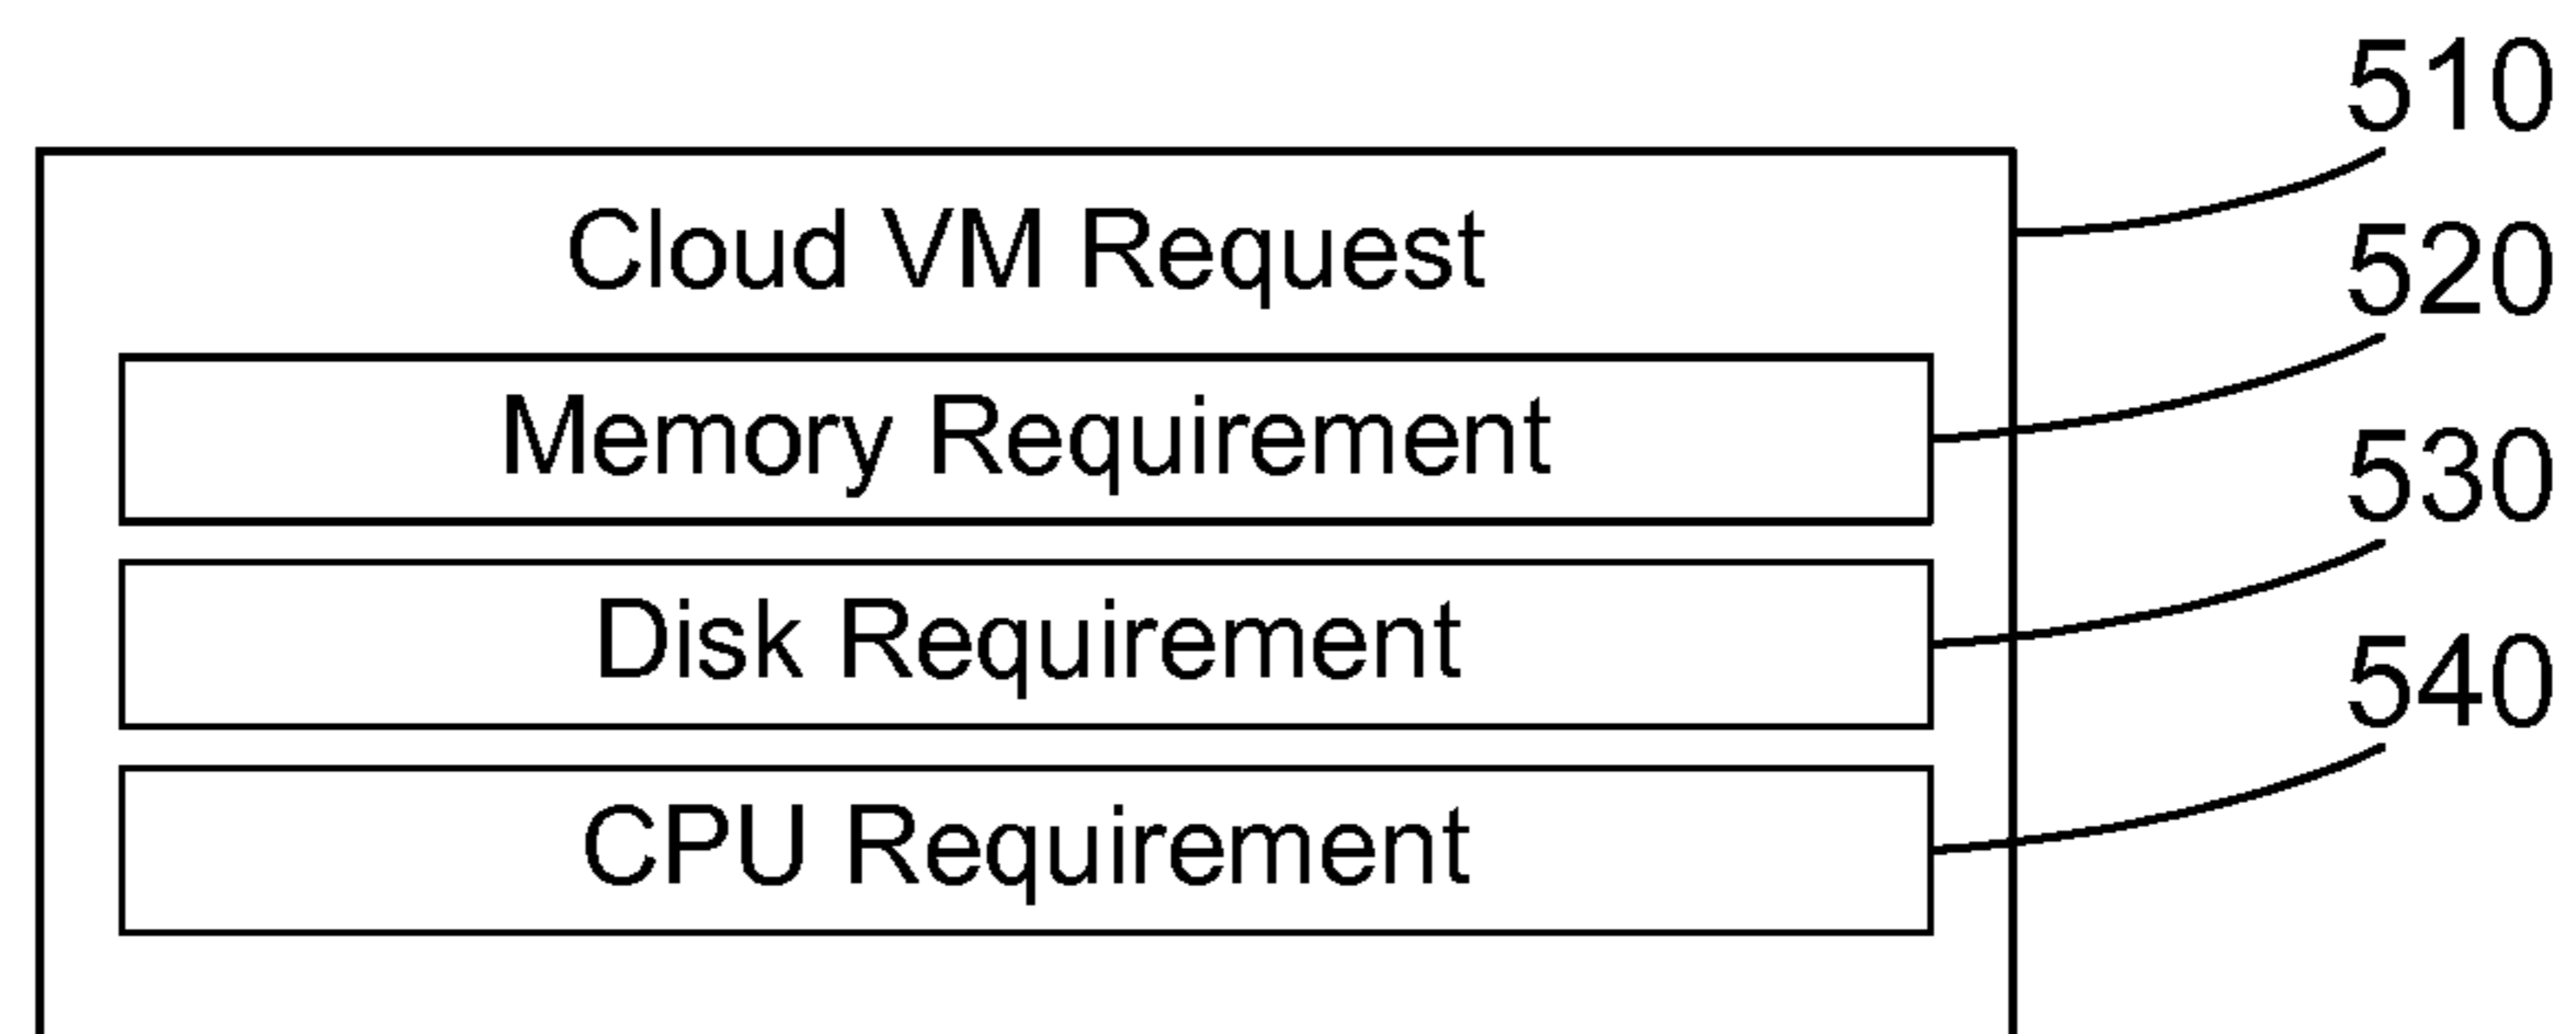 510
Cloud VM Request
520
Memory Requirement
530
Disk Requirement
540
CPU Requirement